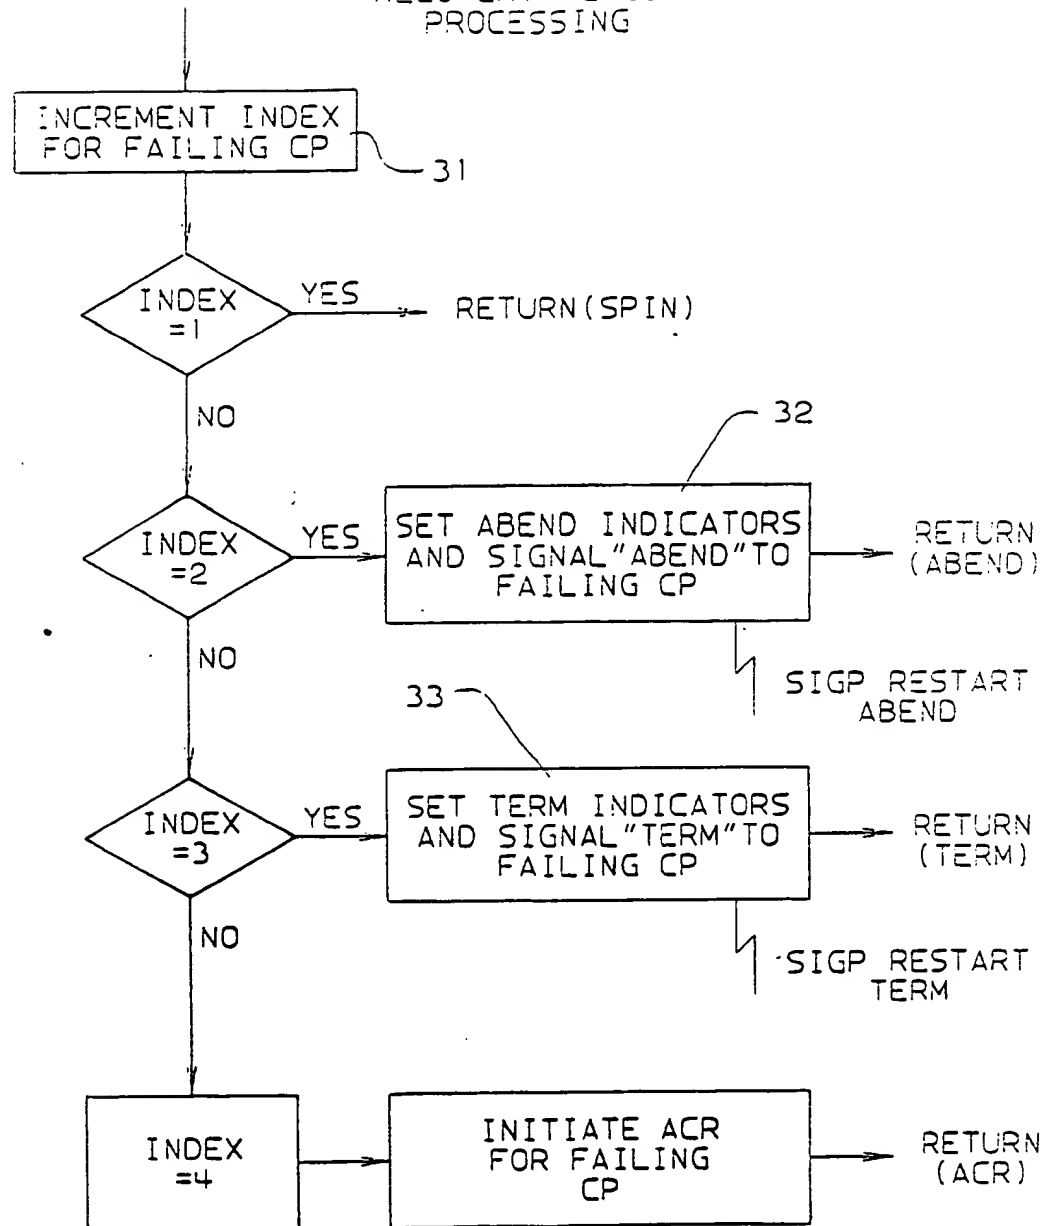 PROCESSING
INCREMENT INDEX
FOR FAILING CP
31
INDEX
=1
YES
RETURN(SPIN)
NO
32
INDEX
=2
YES
SET ABEND INDICATORS
AND SIGNAL"ABEND"TO
FAILING CP
RETURN
(ABEND)
NO
SIGP RESTART
ABEND
33
INDEX
=3
YES
SET TERM INDICATORS
AND SIGNAL"TERM"TO
FAILING CP
RETURN
(TERM)
NO
SIGP RESTART
TERM
INDEX
=4
INITIATE ACR
FOR FAILING
CP
RETURN
(ACR)